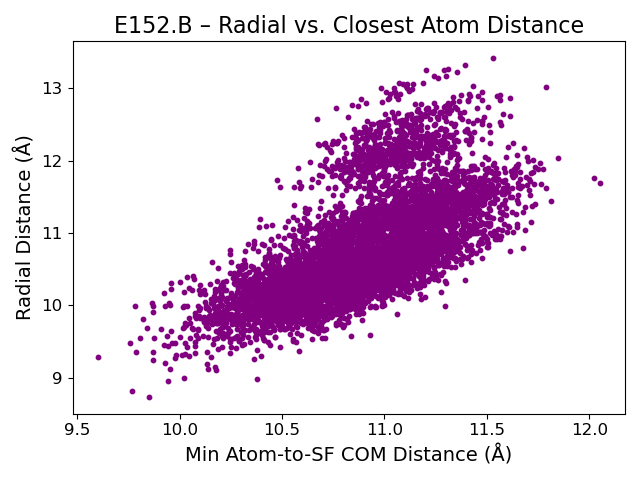 E152.B – Radial vs. Closest Atom Distance
13
12
11
10
9
Radial Distance (Å)
9.5 10.0 10.5 11.0 11.5 12.0
Min Atom-to-SF COM Distance (Å)